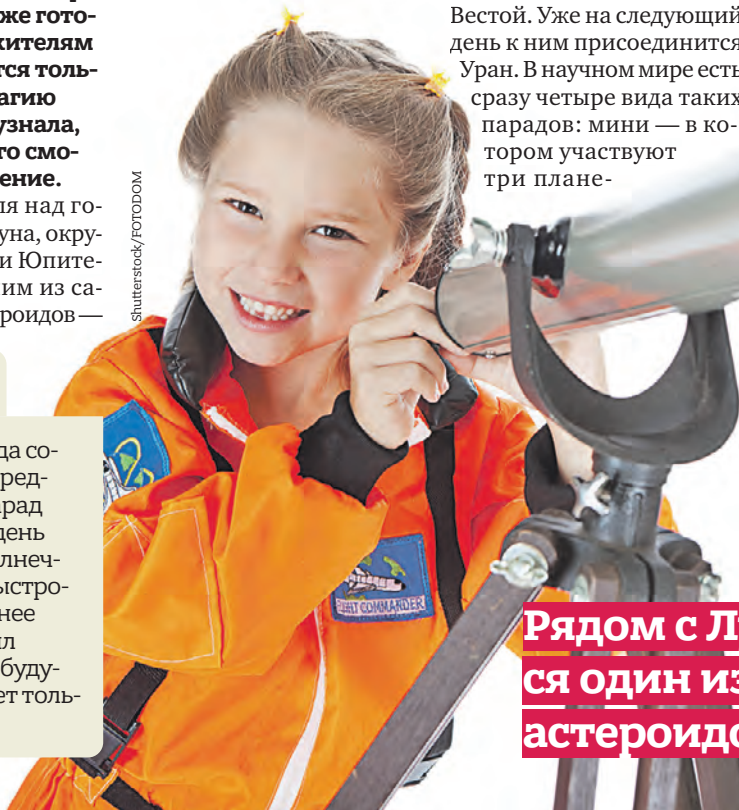 же гото-
жителям
тся толь-
агию
узнала,
то смо-
ение.
ля над го-
уна, окру-
и Юпите-
им из са-
роидов —
shutterstock/FOTODOM
Вестой. Уже на следующий
день к ним присоединится
Уран. В научном мире есть
сразу четыре вида таких
парадов: мини — в ко-
тором участвуют
три плане-
да со-
ред-
рад
день
лнеч-
ыстро-
нее
ил
буду-
ет толь-
FLIGHT COMMANDER
Рядом с Л
ся один из
астероидо